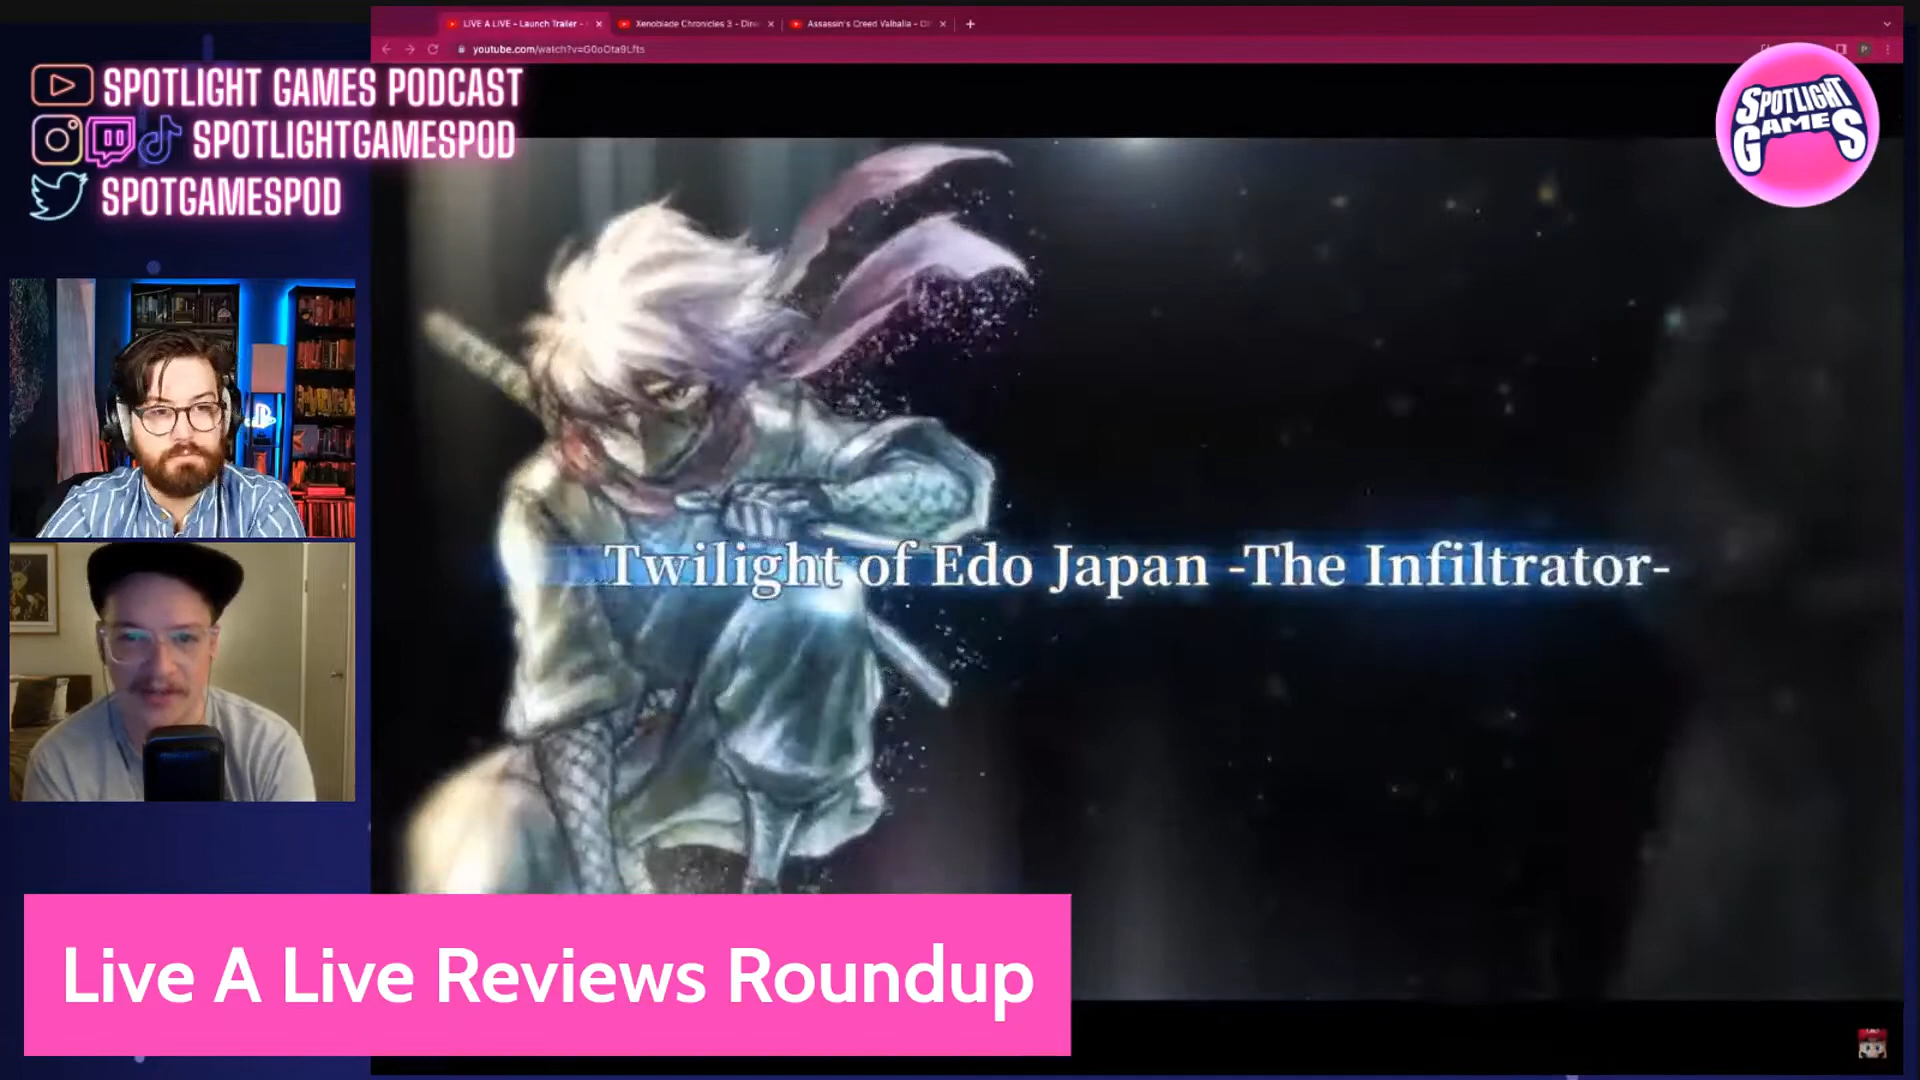 LIVE A LIVE - Launch Trailer -
Xenoblade Chronicles 3 - Dire
Assassin's Creed Valhalla -
youtube.com/watch?v=G0oOta9Lfts
P
SPOTLIGHT GAMES PODCAST
SPOTLIGHTGAMESPOD
SPOTGAMESPOD
SPOTLIGHT
GAMES
Twilight of Edo Japan -The Infiltrator-
Live A Live Reviews Roundup